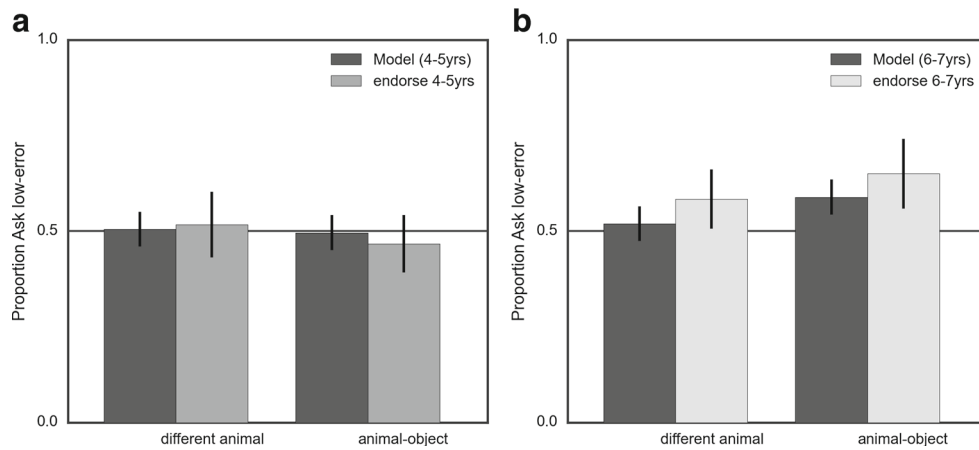 a
1.0
Model (4-5yrs)
endorse 4-5yrs
Proportion Ask low-error
0.5
0.0
different animal
animal-object
b
1.0
Model (6-7yrs)
endorse 6-7yrs
Proportion Ask low-error
0.5
0.0
different animal
animal-object